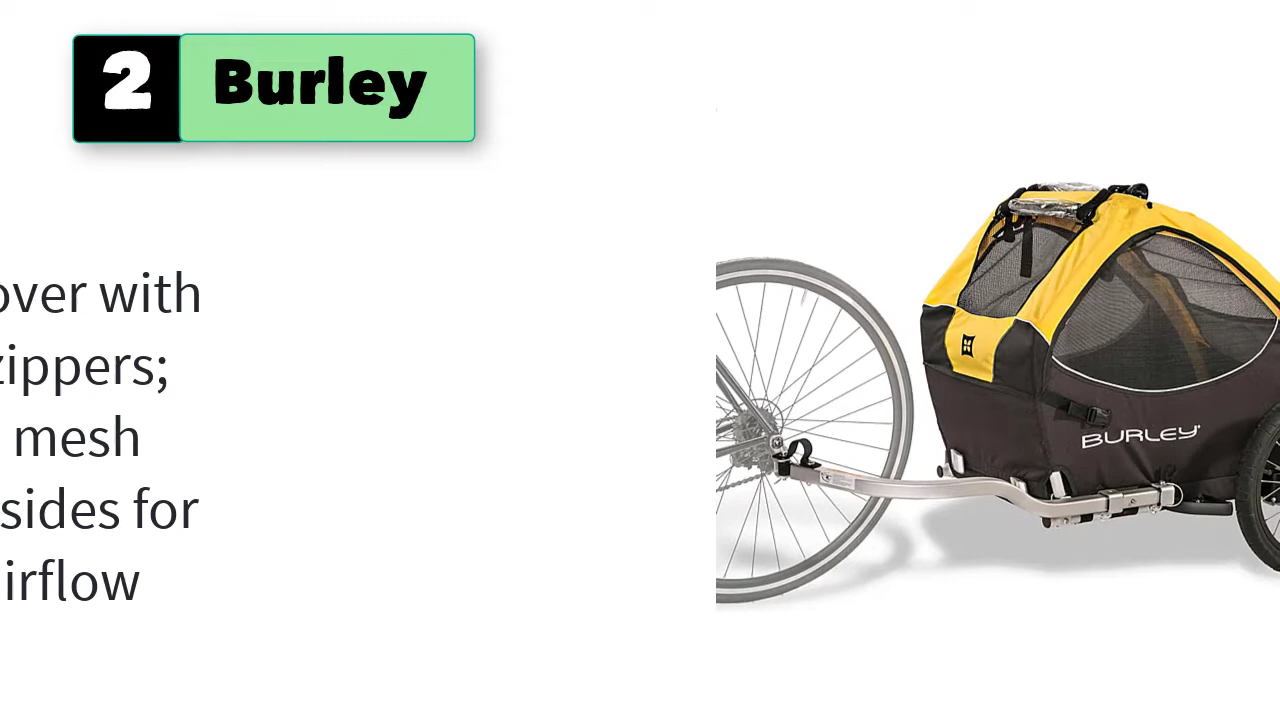 2 Burley
over with
zippers;
mesh
sides for
irflow
BURLEY